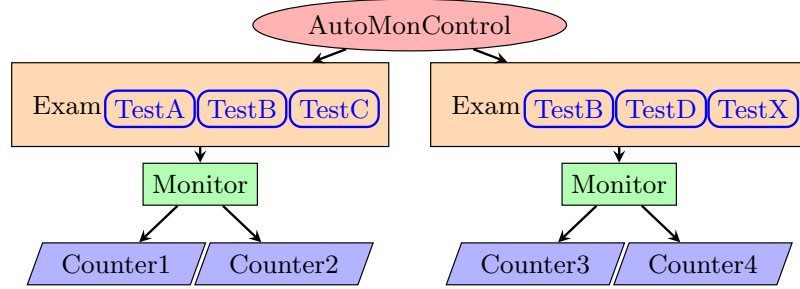 AutoMonControl
Exam TestA TestB TestC
Exam TestB TestD TestX
Monitor
Monitor
Counter1
Counter2
Counter3
Counter4